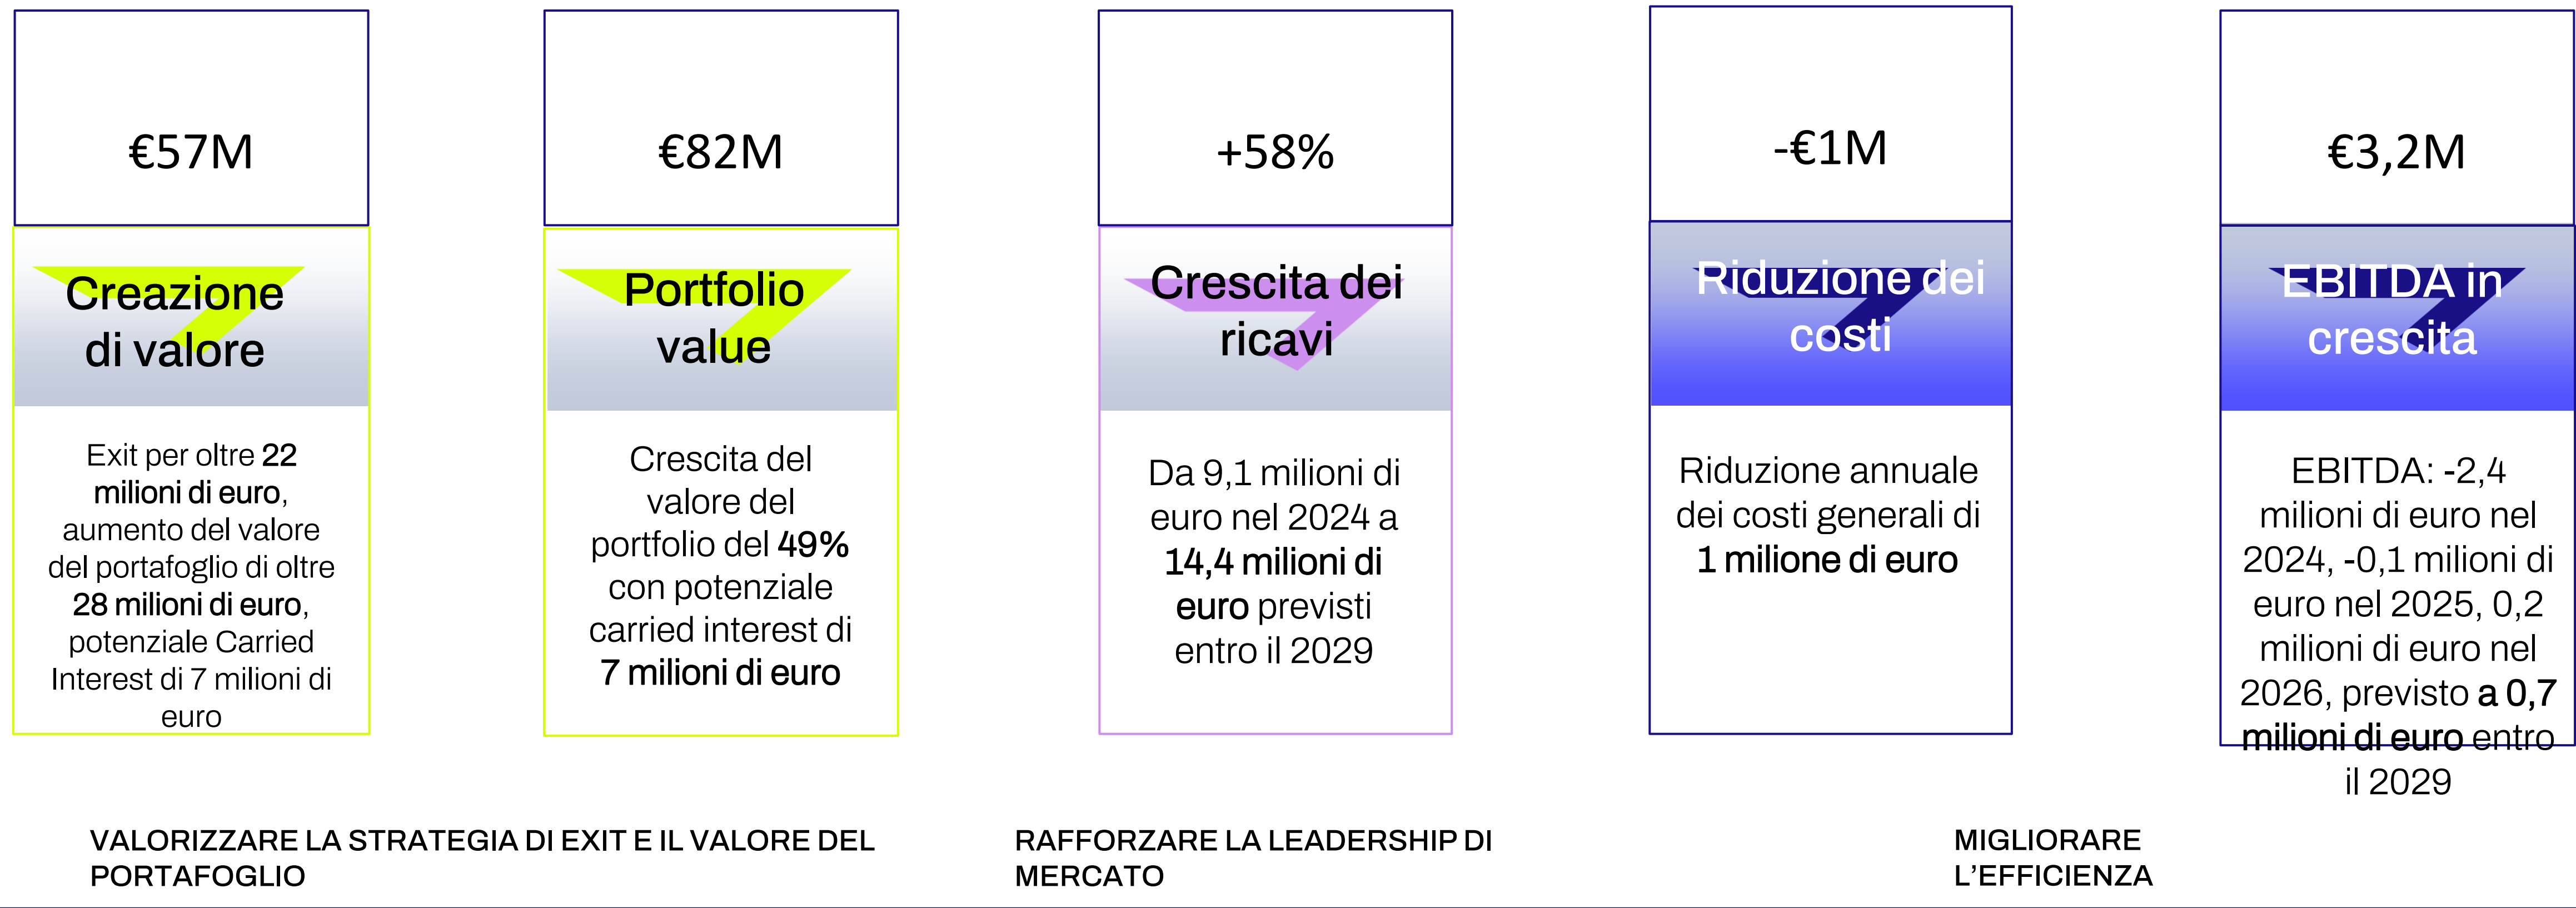 €57M
Creazione
di valore
Exit per oltre 22
milioni di euro,
aumento del valore
del portafoglio di oltre
28 milioni di euro,
potenziale Carried
Interest di 7 milioni di
euro
€82M
Portfolio
value
Crescita del
valore del
portfolio del 49%
con potenziale
carried interest di
7 milioni di euro
+58%
Crescita dei
ricavi
Da 9,1 milioni di
euro nel 2024 a
14,4 milioni di
euro previsti
entro il 2029
-€1M
Riduzione dei
costi
Riduzione annuale
dei costi generali di
1 milione di euro
€3,2M
EBITDA in
crescita
EBITDA: -2,4
milioni di euro nel
2024, -0,1 milioni di
euro nel 2025, 0,2
milioni di euro nel
2026, previsto a 0,7
milioni di euro entro
il 2029
VALORIZZARE LA STRATEGIA DI EXIT E IL VALORE DEL
PORTAFOGLIO
RAFFORZARE LA LEADERSHIP DI
MERCATO
MIGLIORARE
L’EFFICIENZA